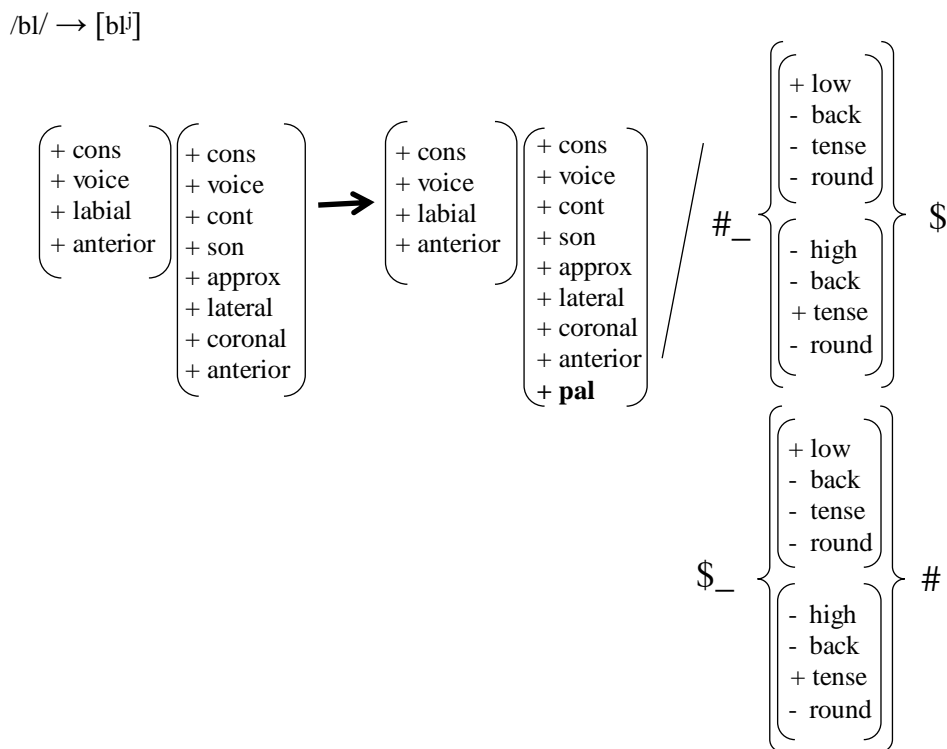 /bl/ → [blʲ]
+ cons
+ voice
+ labial
+ anterior
+ cons
+ voice
+ cont
+ son
+ approx
+ lateral
+ coronal
+ anterior
+ cons
+ voice
+ labial
+ anterior
+ cons
+ voice
+ cont
+ son
+ approx
+ lateral
+ coronal
+ anterior
+ pal
#_
+ low
- back
- tense
- round
- high
- back
+ tense
- round
$
$_
+ low
- back
- tense
- round
- high
- back
+ tense
- round
#